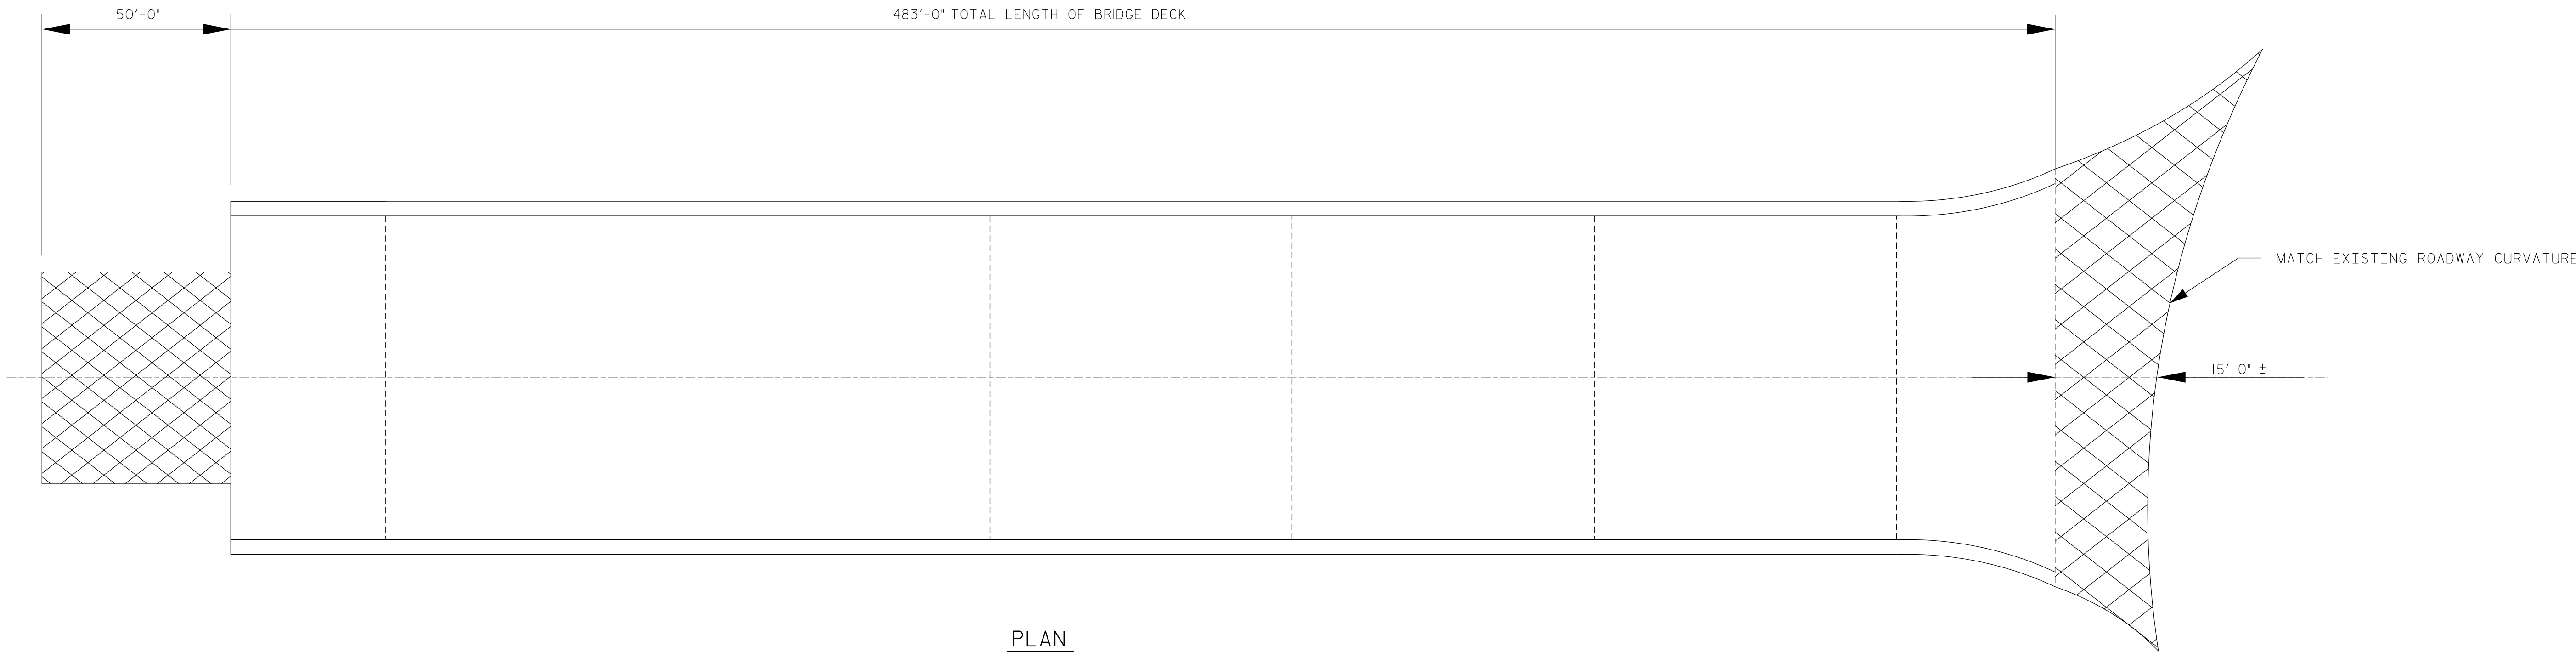 50'-0"
483'-0" TOTAL LENGTH OF BRIDGE DECK
MATCH EXISTING ROADWAY CURVATURE
15'-0" ±
PLAN